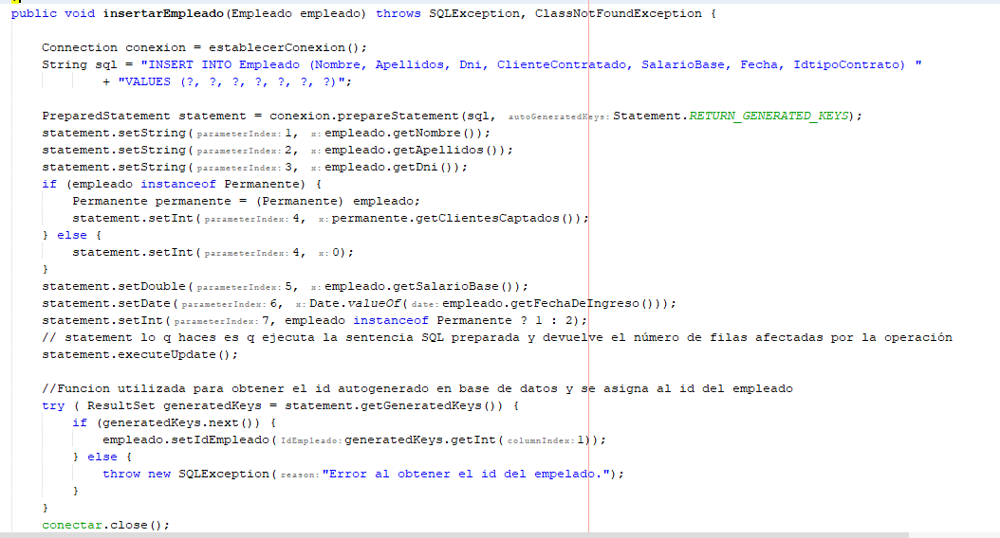 public void insertarEmpleado(Empleado empleado) throws SQLException, ClassNotFoundException {
Connection conexion = establecerConexion();
String sql = "INSERT INTO Empleado (Nombre, Apellidos, Dni, ClienteContratado, SalarioBase, Fecha, IdtipoContrato) "
+ "VALUES (?, ?, ?, ?, ?, ?, ?)";
PreparedStatement statement = conexion.prepareStatement(sql, autoGeneratedKeys: Statement.RETURN_GENERATED_KEYS);
statement.setString(parameterIndex: 1, x: empleado.getNombre());
statement.setString(parameterIndex: 2, x: empleado.getApellidos());
statement.setString(parameterIndex: 3, x: empleado.getDni());
if (empleado instanceof Permanente) {
Permanente permanente = (Permanente) empleado;
statement.setInt(parameterIndex: 4, x: permanente.getClientesCaptados());
} else {
statement.setInt(parameterIndex: 4, x: 0);
}
statement.setDouble(parameterIndex: 5, x: empleado.getSalarioBase());
statement.setDate(parameterIndex: 6, x: Date.valueOf(date: empleado.getFechaDeIngreso()));
statement.setInt(parameterIndex: 7, empleado instanceof Permanente ? 1 : 2);
// statement lo q haces es q ejecuta la sentencia SQL preparada y devuelve el número de filas afectadas por la operación
statement.executeUpdate();
//Funcion utilizada para obtener el id autogenerado en base de datos y se asigna al id del empleado
try ( ResultSet generatedKeys = statement.getGeneratedKeys()) {
if (generatedKeys.next()) {
empleado.setIdEmpleado(IdEmpleado: generatedKeys.getInt(columnIndex: 1));
} else {
throw new SQLException(reason: "Error al obtener el id del empelado.");
}
}
conectar.close();